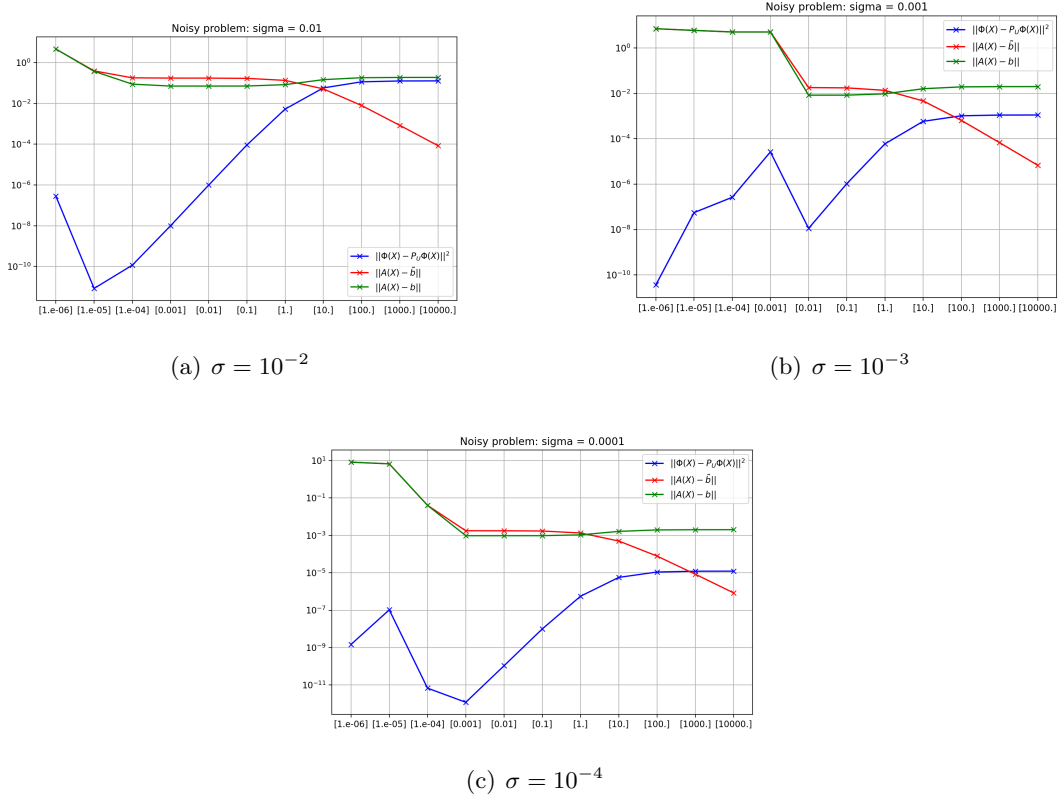 Noisy problem: sigma = 0.01
10^0
10^{-2}
10^{-4}
10^{-6}
10^{-8}
10^{-10}
||Φ(X) − P_UΦ(X)||^2
||A(X) − b̃||
||A(X) − b||
[1.e-06] [1.e-05] [1.e-04] [0.001] [0.01] [0.1] [1.] [10.] [100.] [1000.] [10000.]
(a) σ = 10^{-2}
Noisy problem: sigma = 0.001
||Φ(X) − P_UΦ(X)||^2
||A(X) − b̃||
||A(X) − b||
10^0
10^{-2}
10^{-4}
10^{-6}
10^{-8}
10^{-10}
[1.e-06] [1.e-05] [1.e-04] [0.001] [0.01] [0.1] [1.] [10.] [100.] [1000.] [10000.]
(b) σ = 10^{-3}
Noisy problem: sigma = 0.0001
||Φ(X) − P_UΦ(X)||^2
||A(X) − b̃||
||A(X) − b||
10^1
10^{-1}
10^{-3}
10^{-5}
10^{-7}
10^{-9}
10^{-11}
[1.e-06] [1.e-05] [1.e-04] [0.001] [0.01] [0.1] [1.] [10.] [100.] [1000.] [10000.]
(c) σ = 10^{-4}